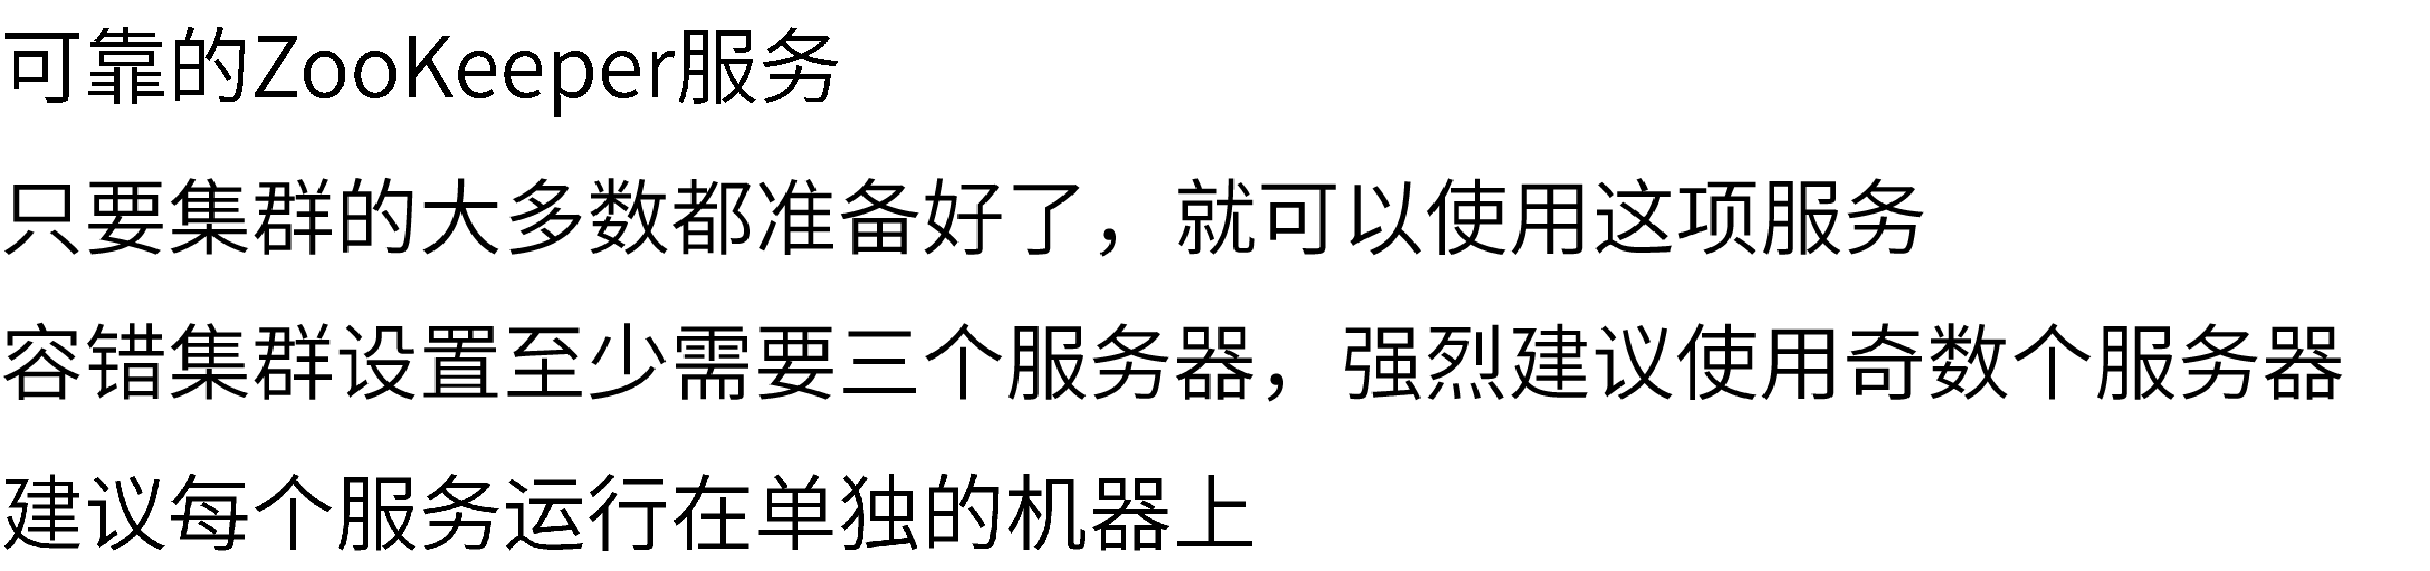 可靠的ZooKeeper服务
只要集群的大多数都准备好了，就可以使用这项服务
容错集群设置至少需要三个服务器，强烈建议使用奇数个服务器
建议每个服务运行在单独的机器上